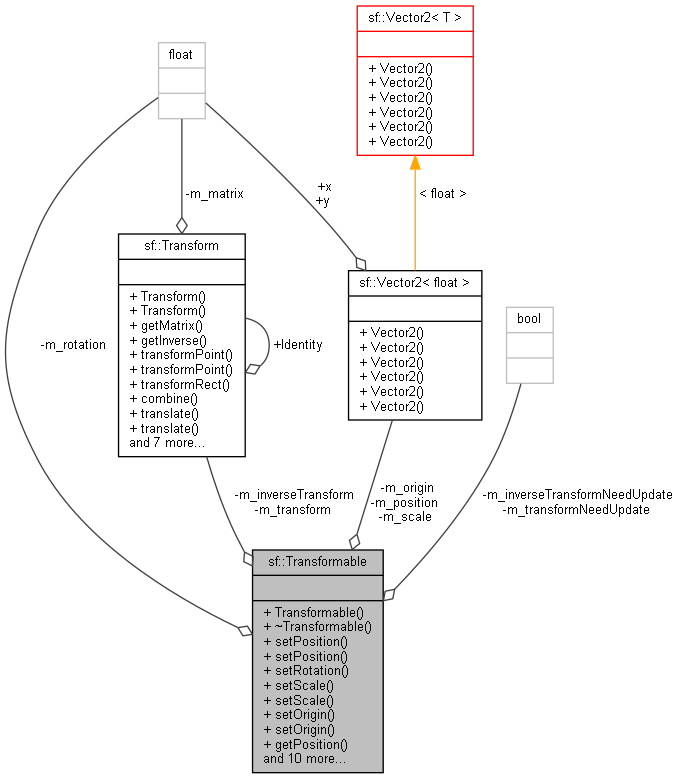 sf::Vector2< T >
+ Vector2()
+ Vector2()
+ Vector2()
+ Vector2()
+ Vector2()
+ Vector2()
float
-m_matrix
+x
+y
< float >
sf::Transform
+ Transform()
+ Transform()
+ getMatrix()
+ getInverse()
+ transformPoint()
+ transformPoint()
+ transformRect()
+ combine()
+ translate()
+ translate()
and 7 more...
+Identity
sf::Vector2< float >
+ Vector2()
+ Vector2()
+ Vector2()
+ Vector2()
+ Vector2()
+ Vector2()
bool
-m_rotation
-m_inverseTransform
-m_transform
-m_origin
-m_position
-m_scale
-m_inverseTransformNeedUpdate
-m_transformNeedUpdate
sf::Transformable
+ Transformable()
+ ~Transformable()
+ setPosition()
+ setPosition()
+ setRotation()
+ setScale()
+ setScale()
+ setOrigin()
+ setOrigin()
+ getPosition()
and 10 more...